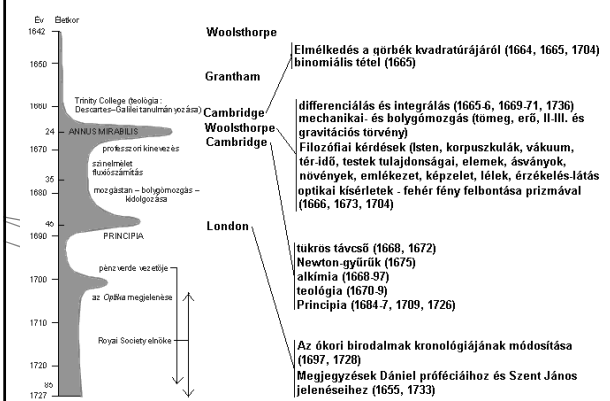 Év Életkor
1642
1650
1660
24
1670
35
1680
46
1690
1700
1710
1720
85
1727
Trinity College (teológia:
Descartes–Galilei tanulmányozása)
ANNUS MIRABILIS
professzori kinevezés
színelmélet
fluxiószámítás
mozgástan – bolygómozgás –
kidolgozása
PRINCIPIA
pénzverde vezetője
az Optika megjelenése
Royal Society elnöke
Woolsthorpe
Grantham
Cambridge
Woolsthorpe
Cambridge
London
Elmélkedés a görbék kvadratúrájáról (1664, 1665, 1704)
binomiális tétel (1665)
differenciálás és integrálás (1665-6, 1669-71, 1736)
mechanikai- és bolygómozgás (tömeg, erő, II-III. és
gravitációs törvény)
Filozófiai kérdések (Isten, korpuszkulák, vákuum,
tér-idő, testek tulajdonságai, elemek, ásványok,
növények, emlékezet, képzelet, lélek, érzékelés-látás
optikai kísérletek - fehér fény felbontása prizmával
(1666, 1673, 1704)
tükrös távcső (1668, 1672)
Newton-gyűrűk (1675)
alkímia (1668-97)
teológia (1670-9)
Principia (1684-7, 1709, 1726)
Az ókori birodalmak kronológiájának módosítása
(1697, 1728)
Megjegyzések Dániel próféciáihoz és Szent János
jelenéseihez (1655, 1733)